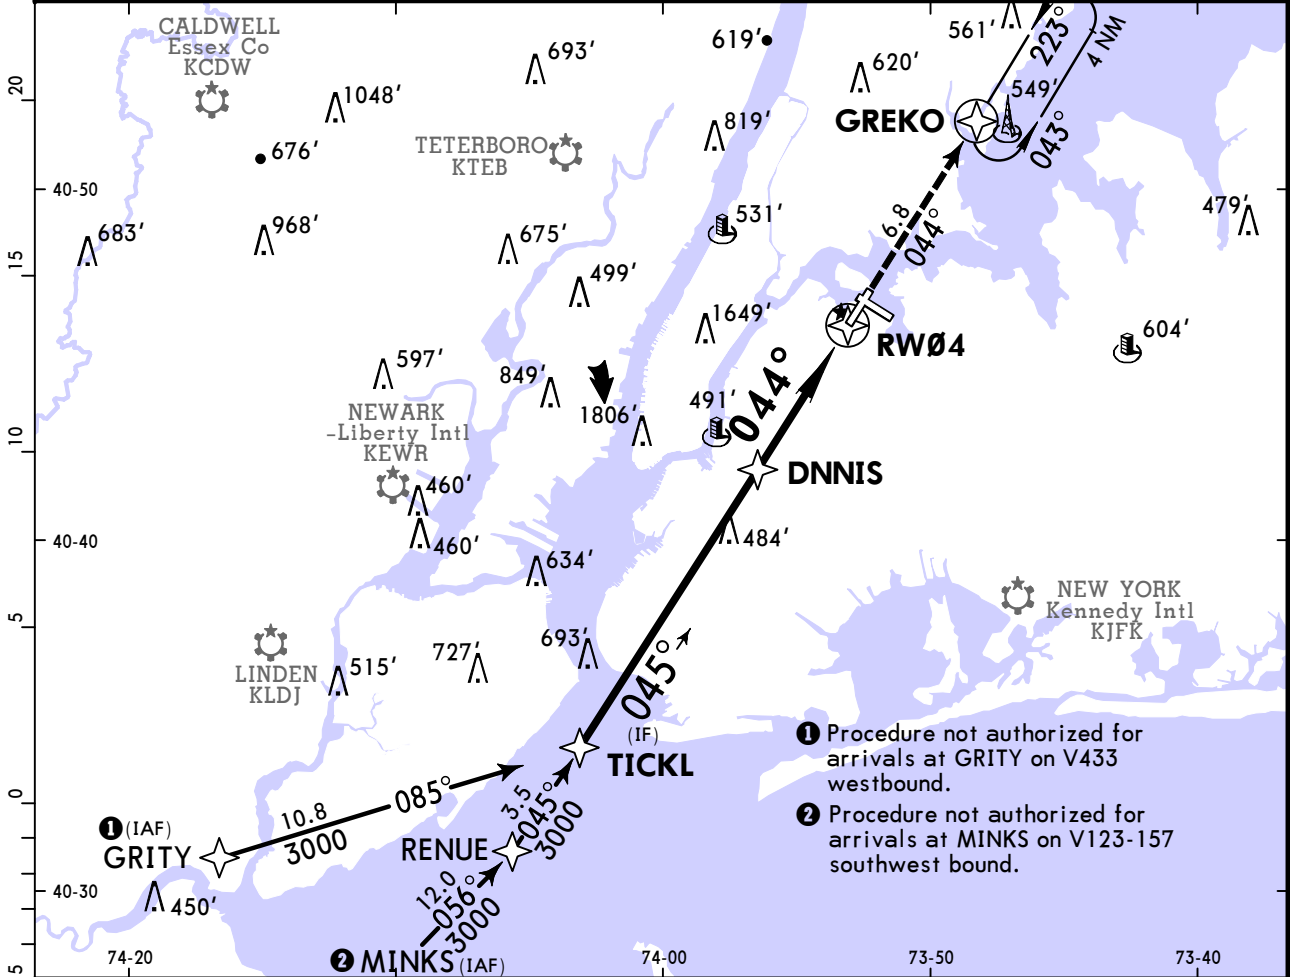 CALDWELL
Essex Co
KCDW
693'
619'
561'
223°
4 NM
20
1048'
620'
549'
GREKO
819'
043°
676'
TETERBORO
KTEB
40-50
479'
683'
968'
675'
531'
6.8
044°
15
499'
1649'
604'
RWØ4
597'
849'
044°
491'
1806'
NEWARK
-Liberty Intl
KEWR
10
DNNIS
460'
460'
484'
40-40
634'
NEW YORK
Kennedy Intl
KJFK
5
693'
727'
515'
LINDEN
KLDJ
045°
(IF)
TICKL
❶ Procedure not authorized for
arrivals at GRITY on V433
westbound.
❷ Procedure not authorized for
arrivals at MINKS on V123-157
southwest bound.
0
085°
10.8
3000
3.5
045°
3000
❶(IAF)
GRITY
RENUE
40-30
450'
12.0
056°
3000
❷ MINKS(IAF)
5
74-20
74-00
73-50
73-40